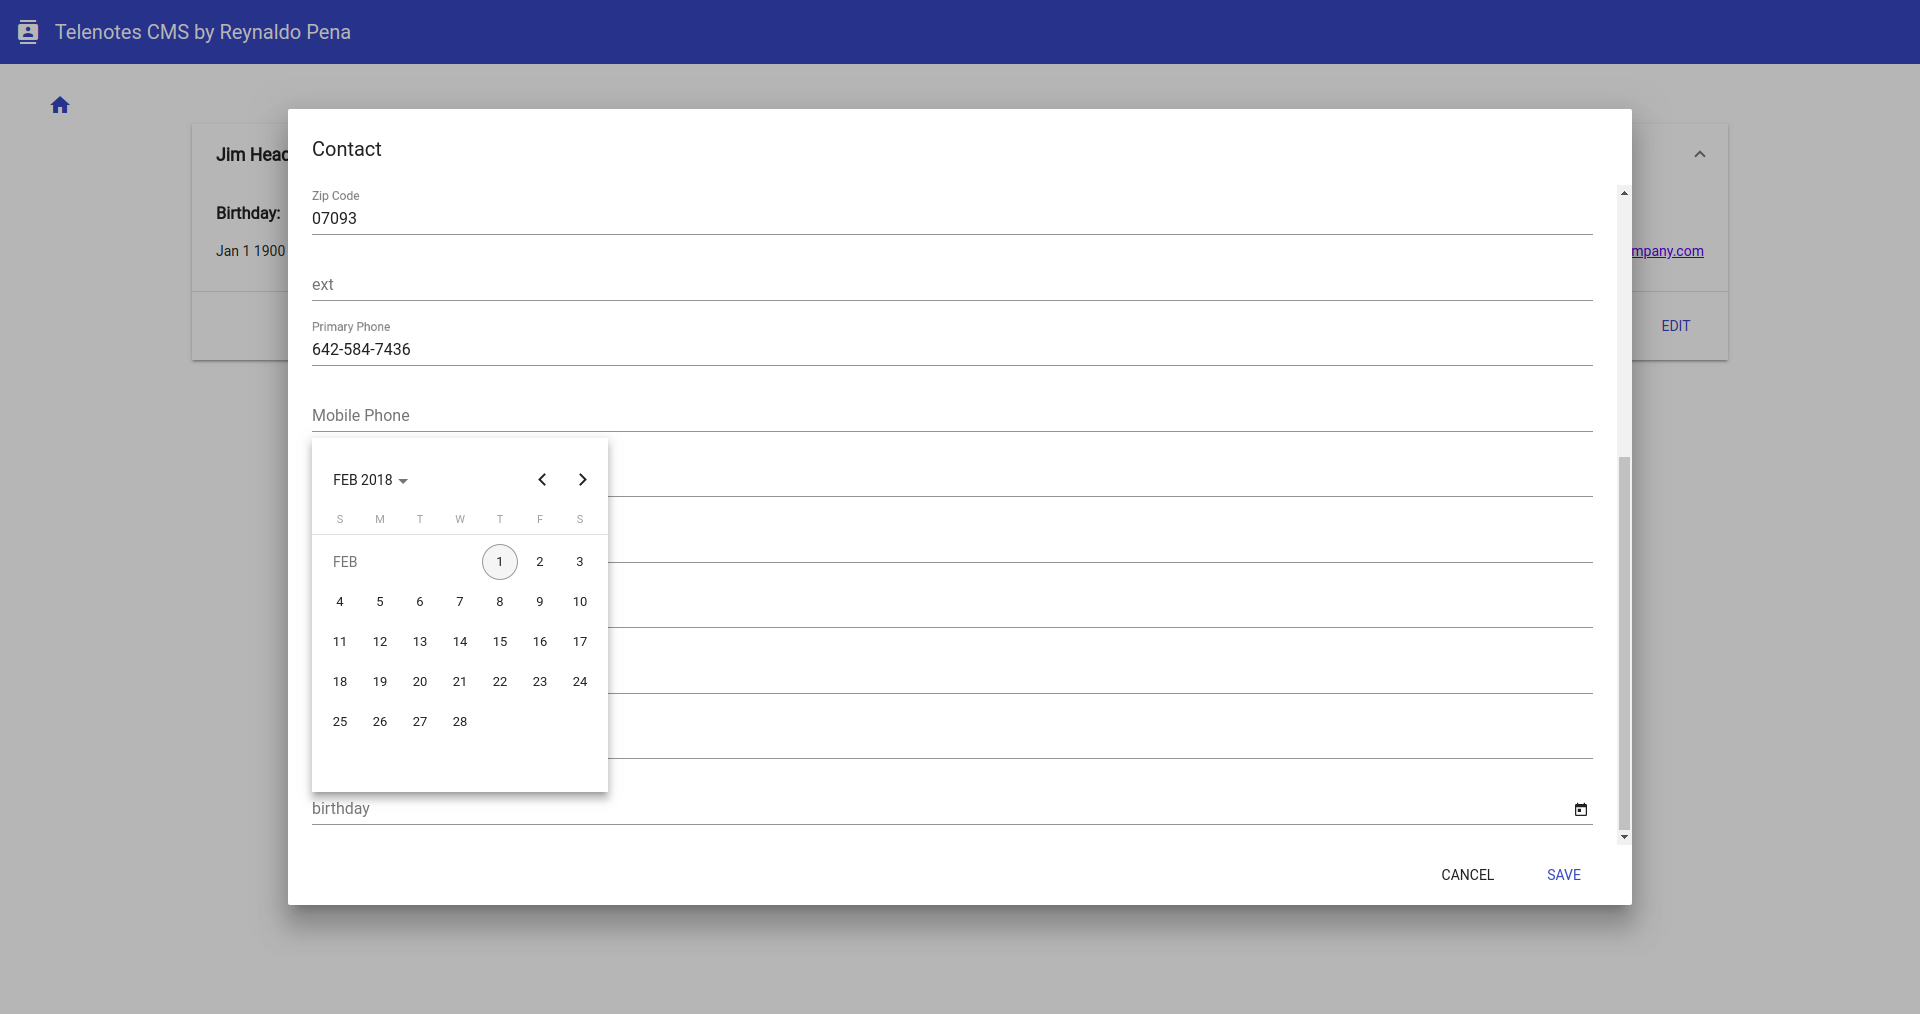 Telenotes CMS by Reynaldo Pena
Jim Head
Birthday:
Jan 1 1900
mpany.com
EDIT
Contact
Zip Code
07093
ext
Primary Phone
642-584-7436
Mobile Phone
FEB 2018
S M T W T F S
FEB 1 2 3
4 5 6 7 8 9 10
11 12 13 14 15 16 17
18 19 20 21 22 23 24
25 26 27 28
birthday
CANCEL SAVE